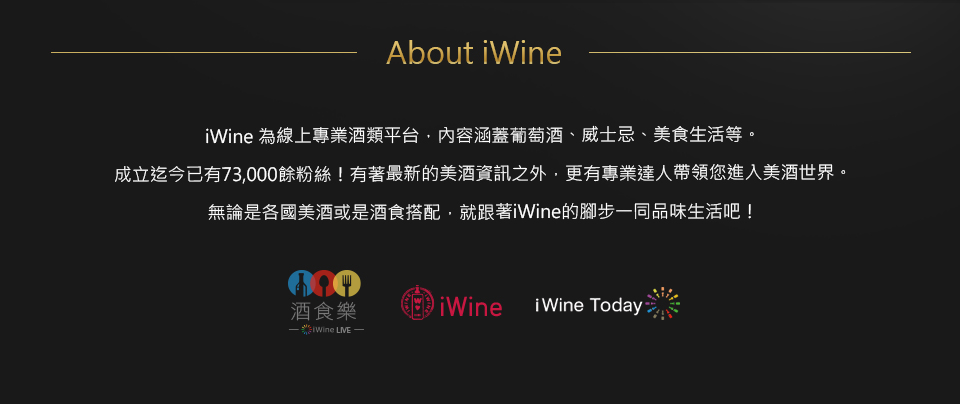 About iWine
iWine 為線上專業酒類平台，內容涵蓋葡萄酒、威士忌、美食生活等。
成立迄今已有73,000餘粉絲！有著最新的美酒資訊之外，更有專業達人帶領您進入美酒世界。
無論是各國美酒或是酒食搭配，就跟著iWine的腳步一同品味生活吧！
酒食樂
iWine LIVE
iWine
iWine Today